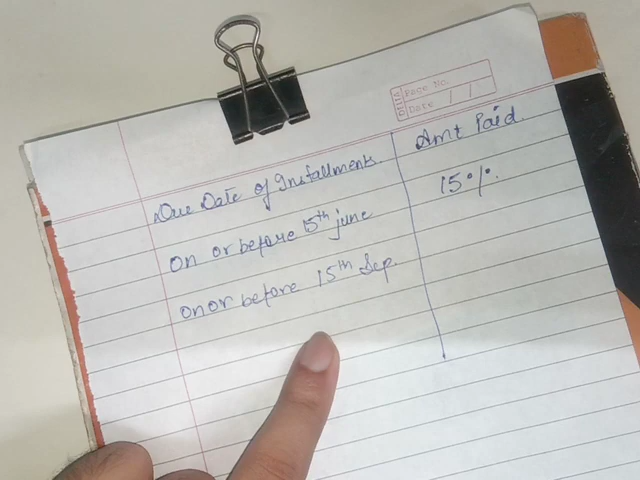 Page No.
Date / /
Due Date of Installments Amt Paid
on or before 15th june 15%.
on or before 15th Sep.